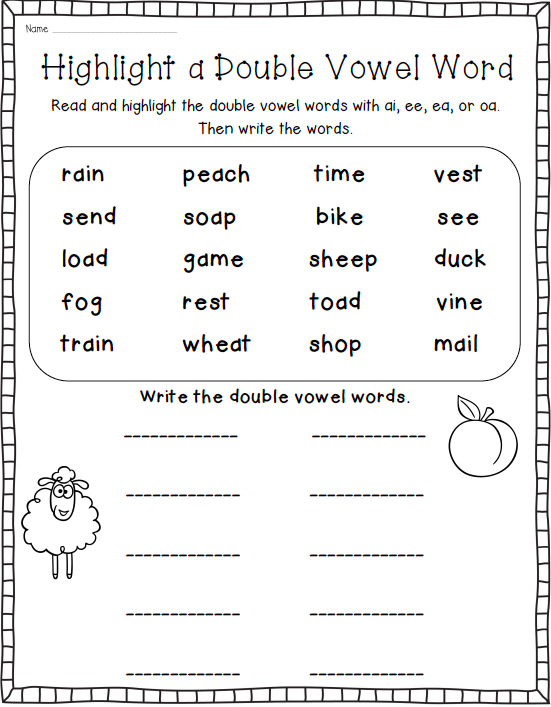 Name
Highlight a Double Vowel Word
Read and highlight the double vowel words with ai, ee, ea, or oa.
Then write the words.
rain peach time vest
send soap bike see
load game sheep duck
fog rest toad vine
train wheat shop mail
Write the double vowel words.